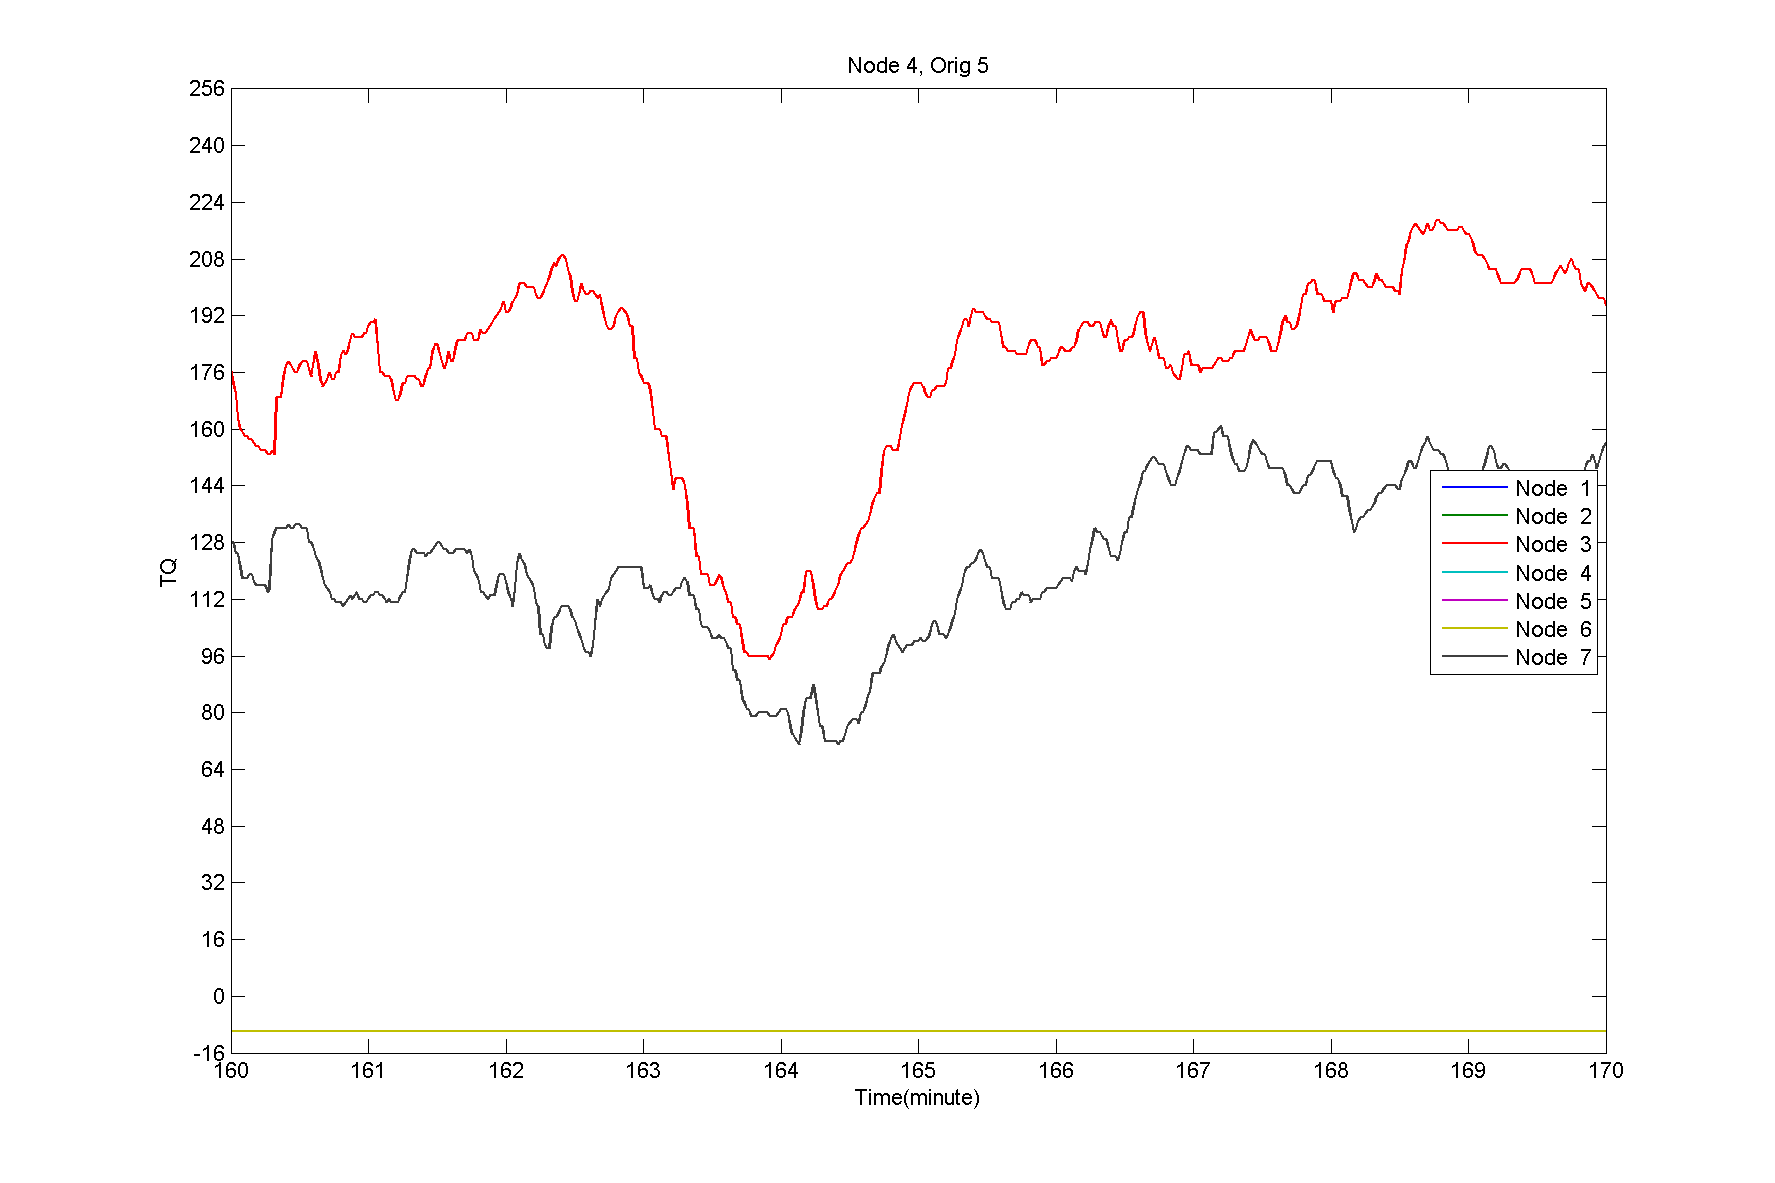 Node 4, Orig 5
256
240
224
208
192
176
160
144
128
112
96
80
64
48
32
16
0
-16
TQ
Node 1
Node 2
Node 3
Node 4
Node 5
Node 6
Node 7
160 161 162 163 164 165 166 167 168 169 170
Time(minute)